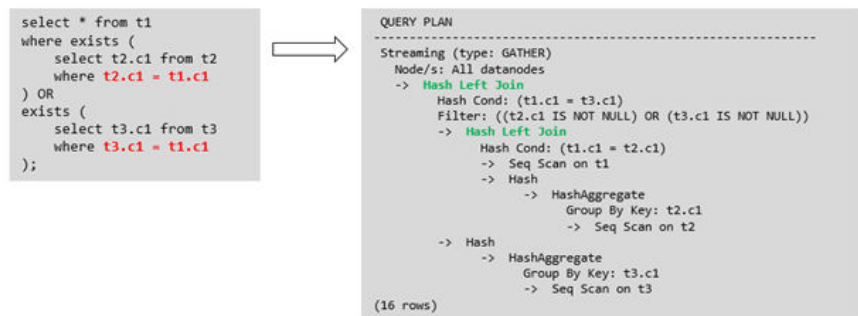 select * from t1
where exists (
    select t2.c1 from t2
    where t2.c1 = t1.c1
) OR
exists (
    select t3.c1 from t3
    where t3.c1 = t1.c1
);
QUERY PLAN
---------------------------------------------------------------
Streaming (type: GATHER)
  Node/s: All datanodes
  -> Hash Left Join
        Hash Cond: (t1.c1 = t3.c1)
        Filter: ((t2.c1 IS NOT NULL) OR (t3.c1 IS NOT NULL))
        -> Hash Left Join
              Hash Cond: (t1.c1 = t2.c1)
              -> Seq Scan on t1
              -> Hash
                    -> HashAggregate
                          Group By Key: t2.c1
                          -> Seq Scan on t2
        -> Hash
              -> HashAggregate
                    Group By Key: t3.c1
                    -> Seq Scan on t3
(16 rows)